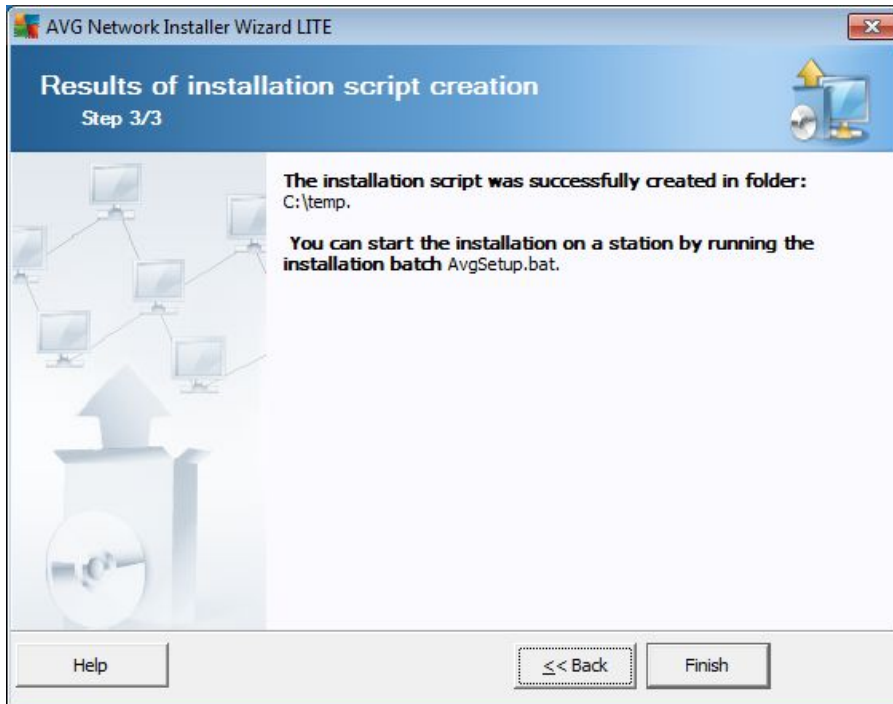 AVG Network Installer Wizard LITE
Results of installation script creation
Step 3/3
The installation script was successfully created in folder:
C:\temp.
You can start the installation on a station by running the
installation batch AvgSetup.bat.
Help
<< Back
Finish